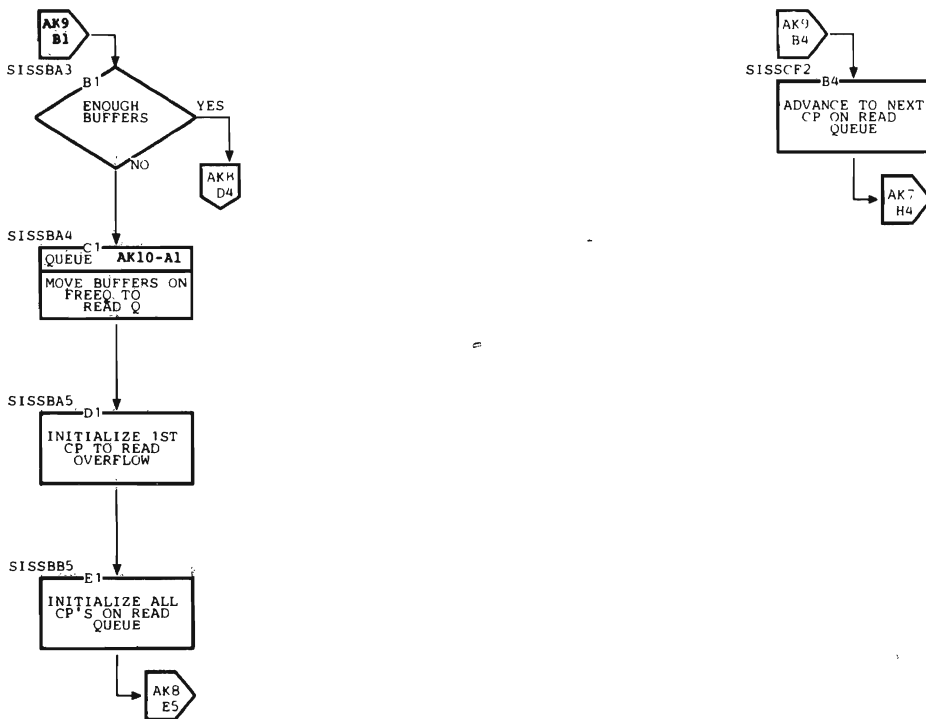 AK9
B1
SISSBA3
B1
ENOUGH
BUFFERS
YES
NO
AK8
D4
SISSBA4
C1
QUEUE AK10-A1
MOVE BUFFERS ON
FREEQ TO
READ Q
SISSBA5
D1
INITIALIZE 1ST
CP TO READ
OVERFLOW
SISSBB5
E1
INITIALIZE ALL
CP'S ON READ
QUEUE
AK8
E5
AK9
B4
SISSCF2
B4
ADVANCE TO NEXT
CP ON READ
QUEUE
AK7
H4